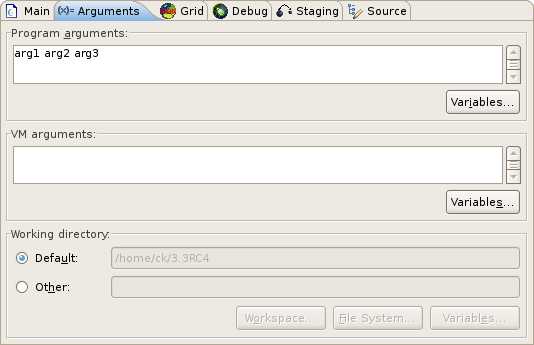 Main (x)= Arguments Grid Debug Staging Source
Program arguments:
arg1 arg2 arg3
Variables...
VM arguments:
Variables...
Working directory:
Default: /home/ck/3.3RC4
Other:
Workspace... File System... Variables...